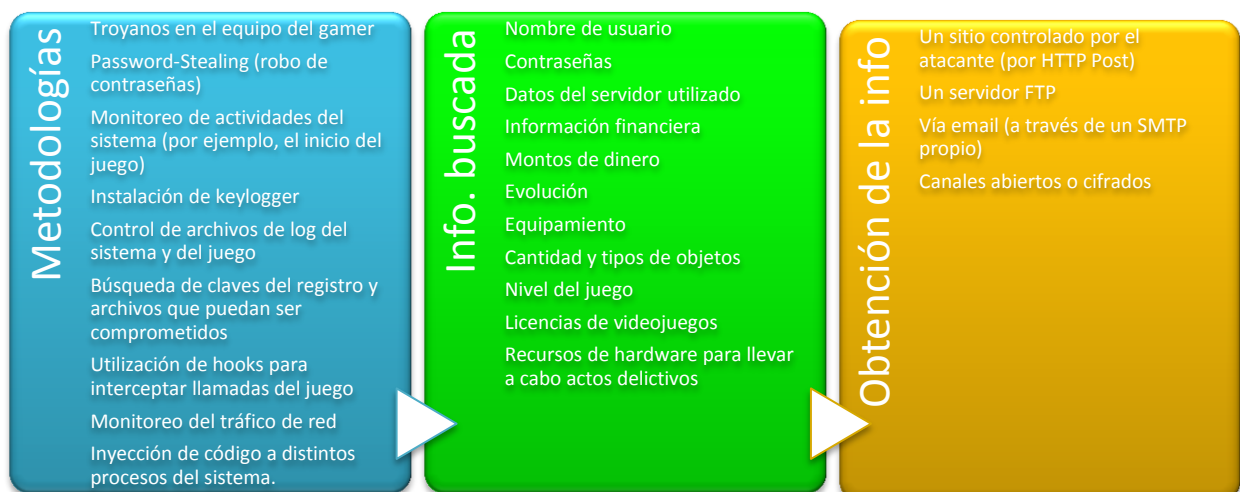 Metodologías
Troyanos en el equipo del gamer
Password-Stealing (robo de
contraseñas)
Monitoreo de actividades del
sistema (por ejemplo, el inicio del
juego)
Instalación de keylogger
Control de archivos de log del
sistema y del juego
Búsqueda de claves del registro y
archivos que puedan ser
comprometidos
Utilización de hooks para
interceptar llamadas del juego
Monitoreo del tráfico de red
Inyección de código a distintos
procesos del sistema.
Info. buscada
Nombre de usuario
Contraseñas
Datos del servidor utilizado
Información financiera
Montos de dinero
Evolución
Equipamiento
Cantidad y tipos de objetos
Nivel del juego
Licencias de videojuegos
Recursos de hardware para llevar
a cabo actos delictivos
Obtención de la info
Un sitio controlado por el
atacante (por HTTP Post)
Un servidor FTP
Vía email (a través de un SMTP
propio)
Canales abiertos o cifrados